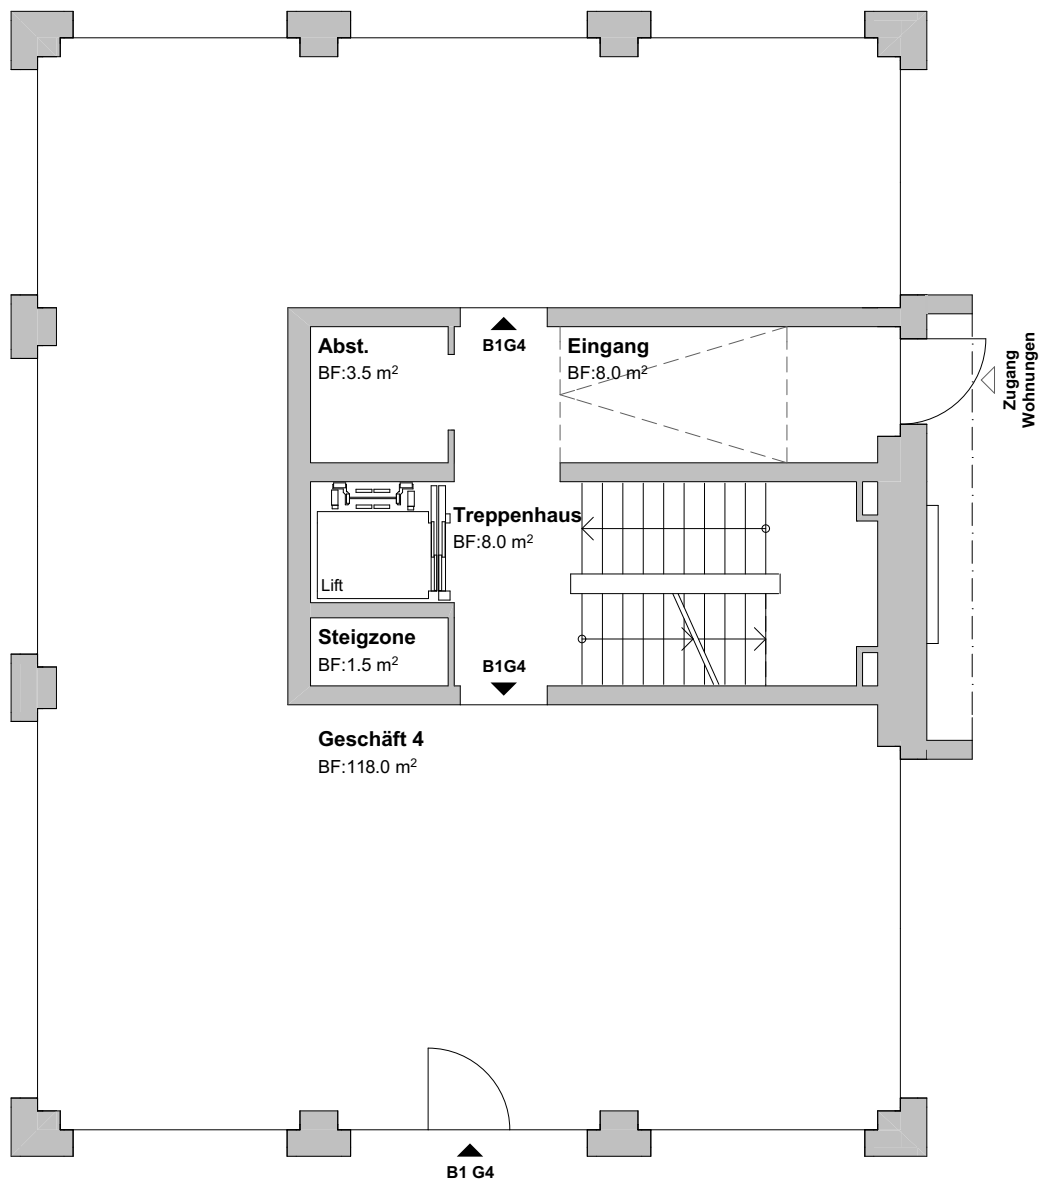 Abst.
BF:3.5 m²
B1G4
Eingang
BF:8.0 m²
Zugang
Wohnungen
Treppenhaus
BF:8.0 m²
Lift
Steigzone
BF:1.5 m²
B1G4
Geschäft 4
BF:118.0 m²
B1 G4